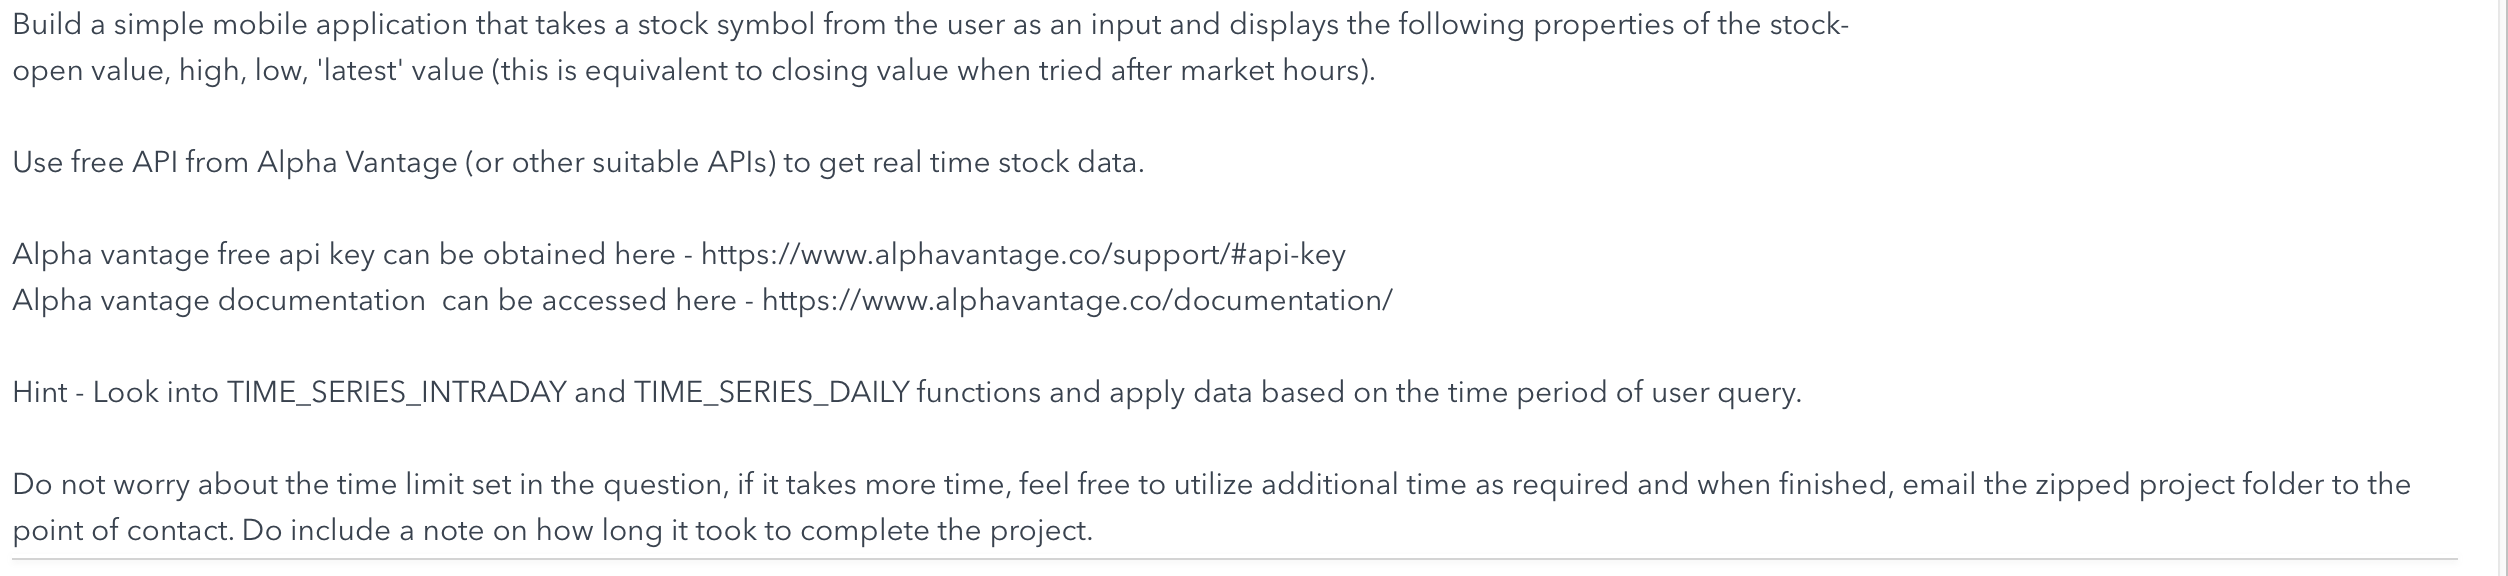 Build a simple mobile application that takes a stock symbol from the user as an input and displays the following properties of the stock-
open value, high, low, 'latest' value (this is equivalent to closing value when tried after market hours).
Use free API from Alpha Vantage (or other suitable APIs) to get real time stock data.
Alpha vantage free api key can be obtained here - https://www.alphavantage.co/support/#api-key
Alpha vantage documentation  can be accessed here - https://www.alphavantage.co/documentation/
Hint - Look into TIME_SERIES_INTRADAY and TIME_SERIES_DAILY functions and apply data based on the time period of user query.
Do not worry about the time limit set in the question, if it takes more time, feel free to utilize additional time as required and when finished, email the zipped project folder to the
point of contact. Do include a note on how long it took to complete the project.